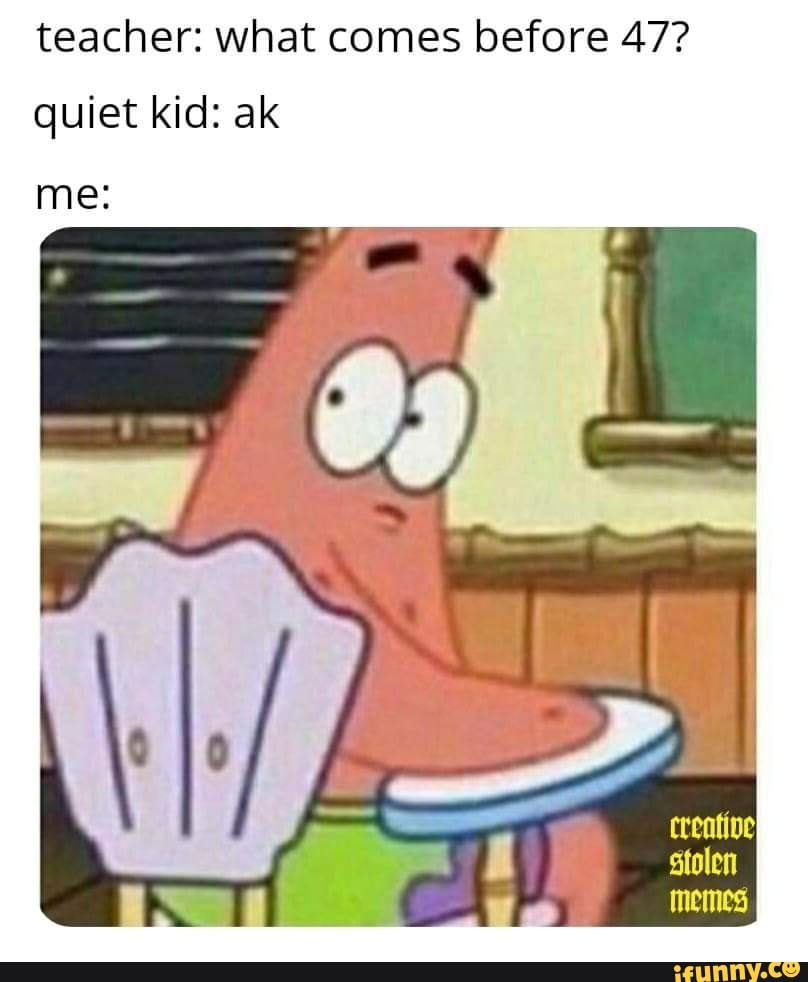 teacher: what comes before 47?
quiet kid: ak
me:
creative
stolen
memes
ifunny.co